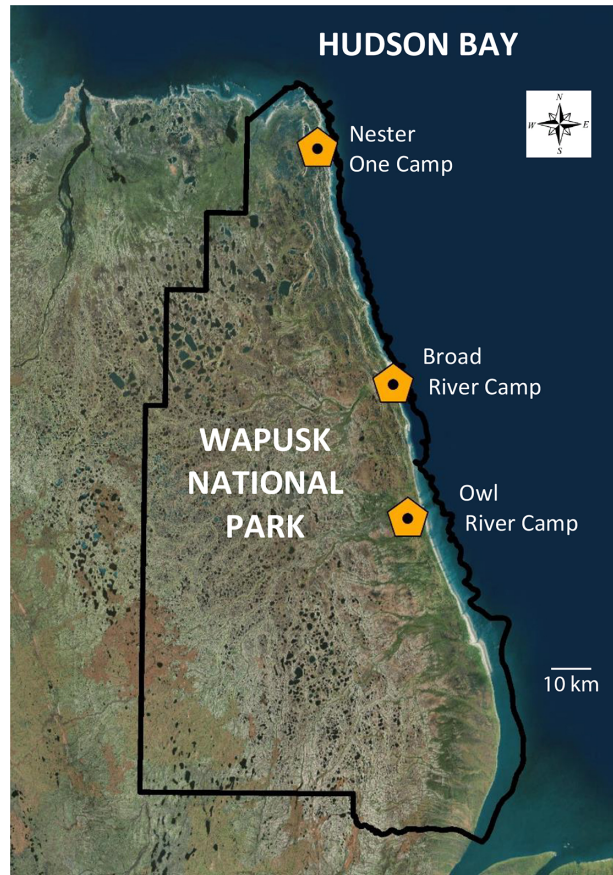 HUDSON BAY
N
W E
S
Nester
One Camp
Broad
River Camp
WAPUSK
NATIONAL
PARK
Owl
River Camp
10 km